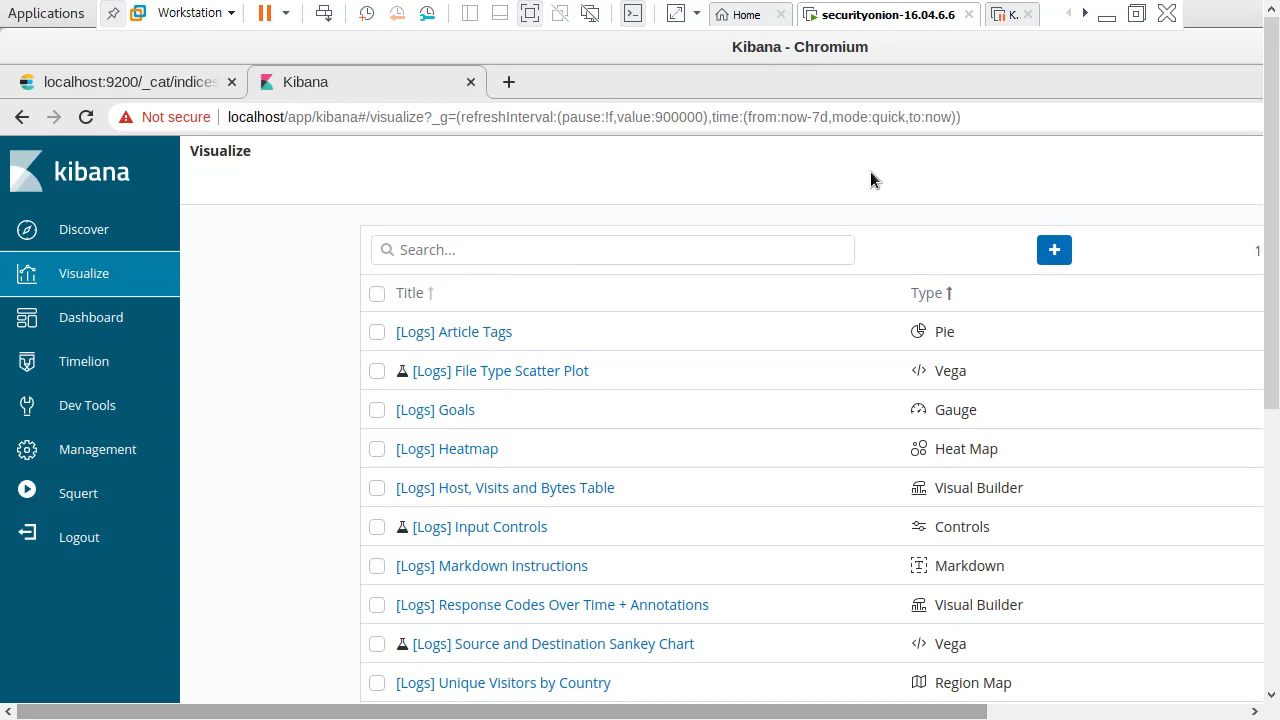 Applications Workstation Home securityonion-16.04.6.6 K.
Kibana - Chromium
localhost:9200/_cat/indices Kibana
Not secure localhost/app/kibana#/visualize?_g=(refreshInterval:(pause:!f,value:900000),time:(from:now-7d,mode:quick,to:now))
kibana
Visualize
Discover
Visualize
Dashboard
Timelion
Dev Tools
Management
Squert
Logout
Search... 1
Title Type
[Logs] Article Tags Pie
[Logs] File Type Scatter Plot Vega
[Logs] Goals Gauge
[Logs] Heatmap Heat Map
[Logs] Host, Visits and Bytes Table Visual Builder
[Logs] Input Controls Controls
[Logs] Markdown Instructions Markdown
[Logs] Response Codes Over Time + Annotations Visual Builder
[Logs] Source and Destination Sankey Chart Vega
[Logs] Unique Visitors by Country Region Map